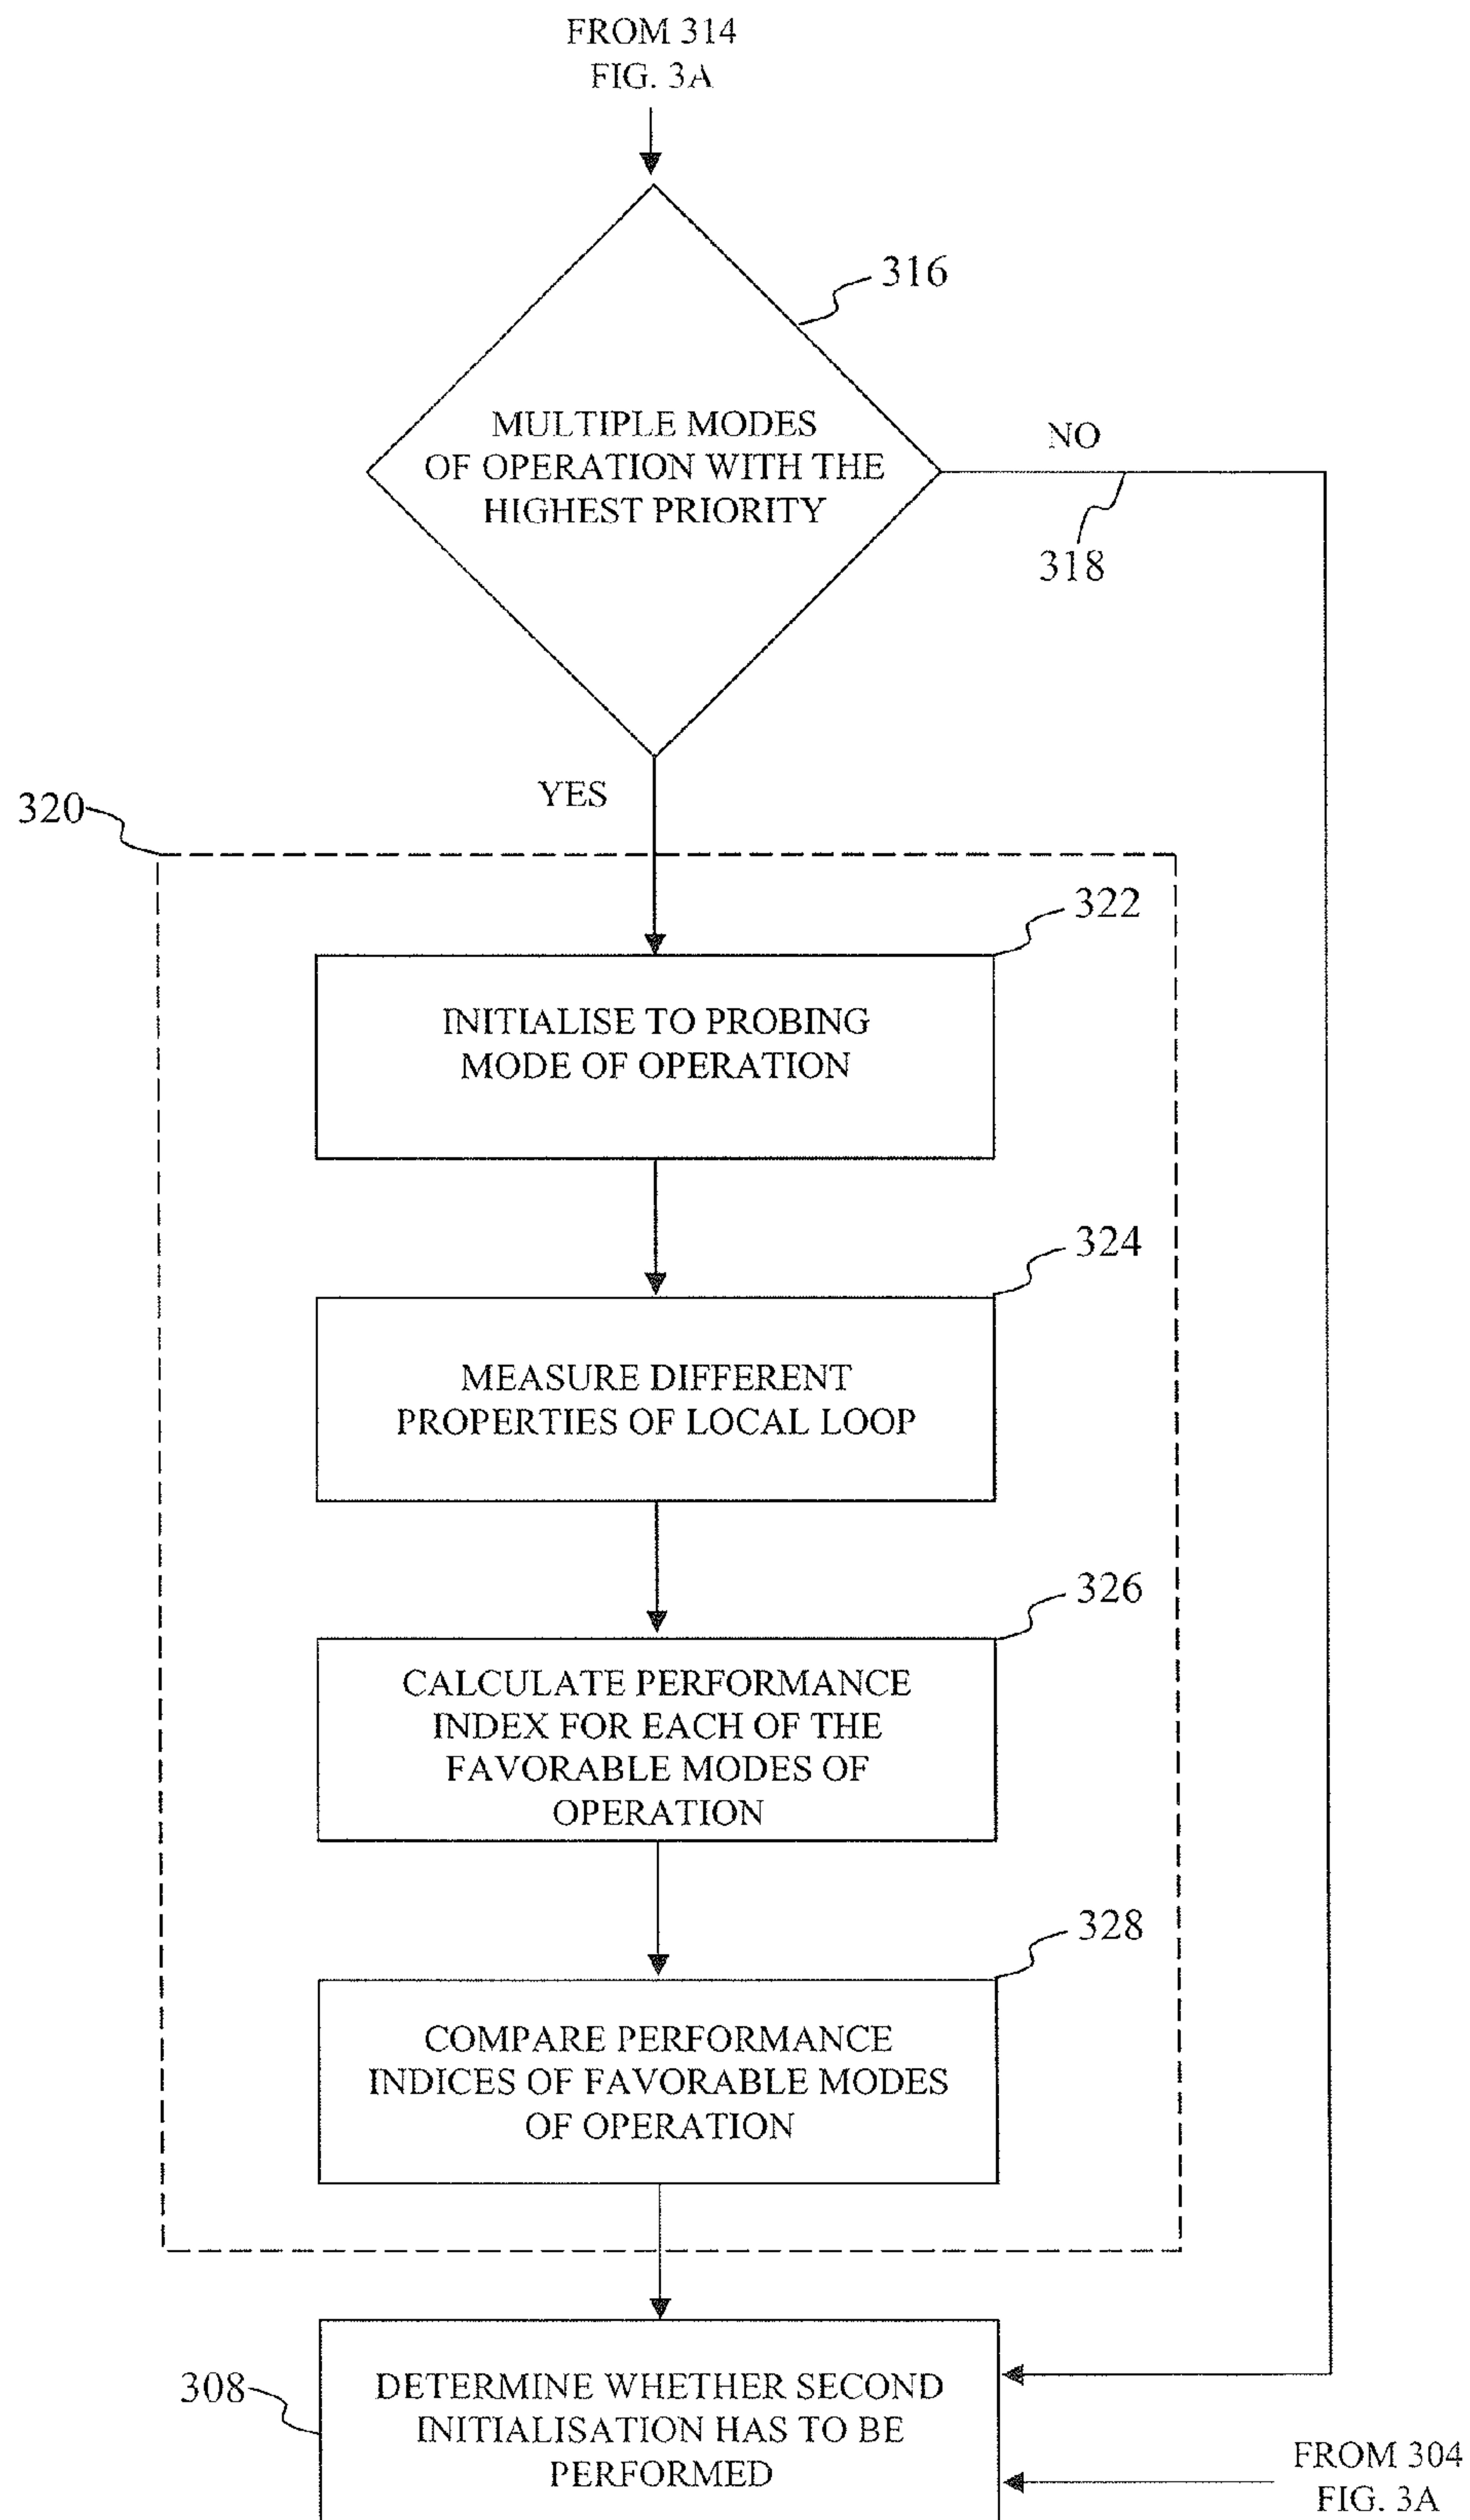 FROM 314
FIG. 3A
316
MULTIPLE MODES
OF OPERATION WITH THE
HIGHEST PRIORITY
NO
318
YES
320
322
INITIALISE TO PROBING
MODE OF OPERATION
324
MEASURE DIFFERENT
PROPERTIES OF LOCAL LOOP
326
CALCULATE PERFORMANCE
INDEX FOR EACH OF THE
FAVORABLE MODES OF
OPERATION
328
COMPARE PERFORMANCE
INDICES OF FAVORABLE MODES
OF OPERATION
308
DETERMINE WHETHER SECOND
INITIALISATION HAS TO BE
PERFORMED
FROM 304
FIG. 3A